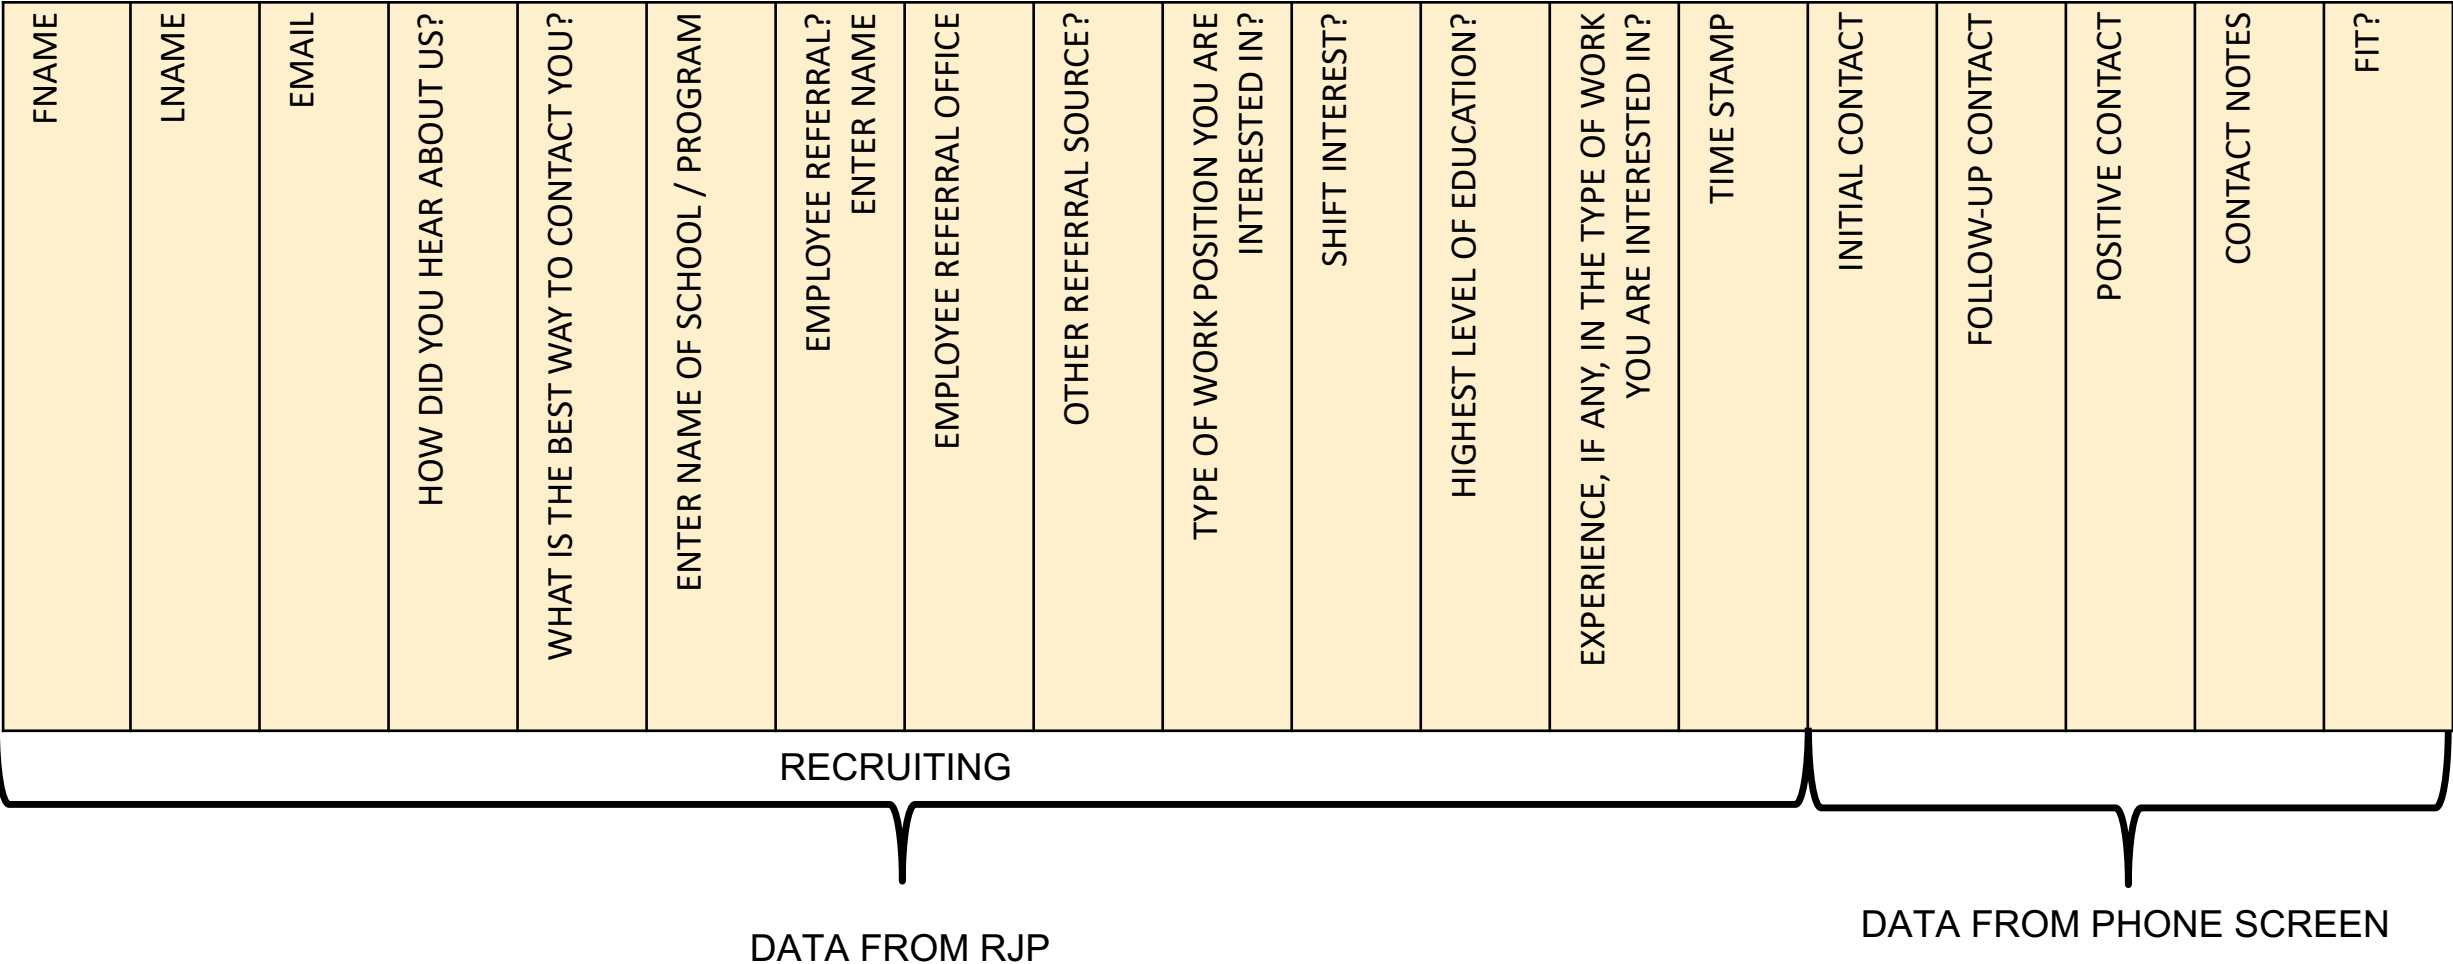 FNAME
LNAME
EMAIL
HOW DID YOU HEAR ABOUT US?
WHAT IS THE BEST WAY TO CONTACT YOU?
ENTER NAME OF SCHOOL / PROGRAM
EMPLOYEE REFERRAL?
ENTER NAME
EMPLOYEE REFERRAL OFFICE
OTHER REFERRAL SOURCE?
TYPE OF WORK POSITION YOU ARE
INTERESTED IN?
SHIFT INTEREST?
HIGHEST LEVEL OF EDUCATION?
EXPERIENCE, IF ANY, IN THE TYPE OF WORK
YOU ARE INTERESTED IN?
TIME STAMP
INITIAL CONTACT
FOLLOW-UP CONTACT
POSITIVE CONTACT
CONTACT NOTES
FIT?
RECRUITING
DATA FROM RJP
DATA FROM PHONE SCREEN